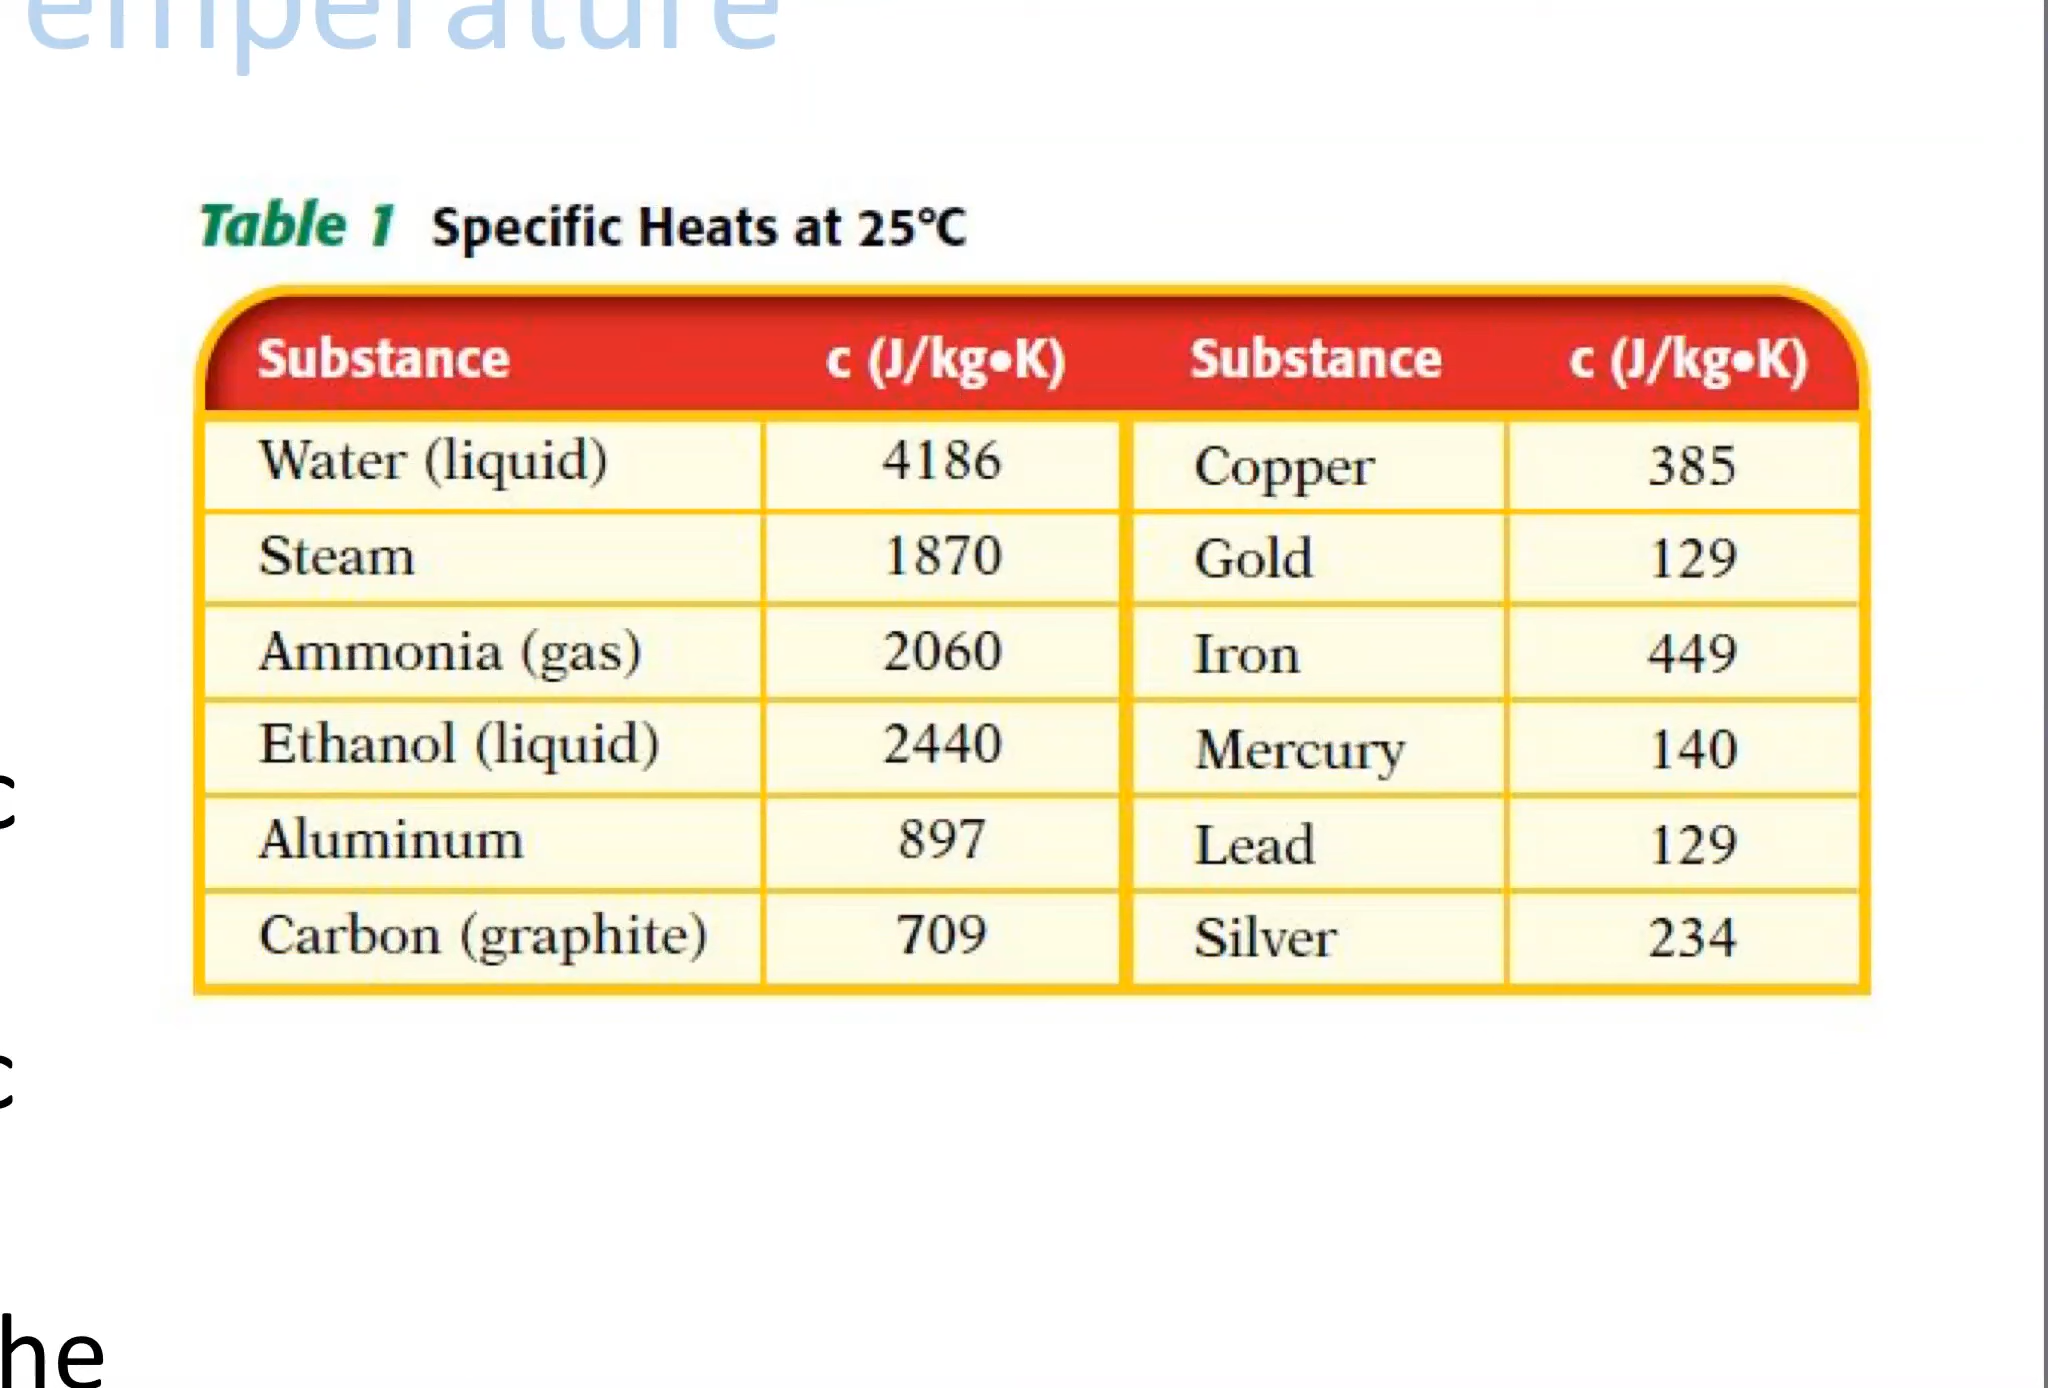 emperature
Table 1 Specific Heats at 25°C
Substance c (J/kg•K) Substance c (J/kg•K)
Water (liquid) 4186 Copper 385
Steam 1870 Gold 129
Ammonia (gas) 2060 Iron 449
Ethanol (liquid) 2440 Mercury 140
Aluminum 897 Lead 129
Carbon (graphite) 709 Silver 234
c
c
he